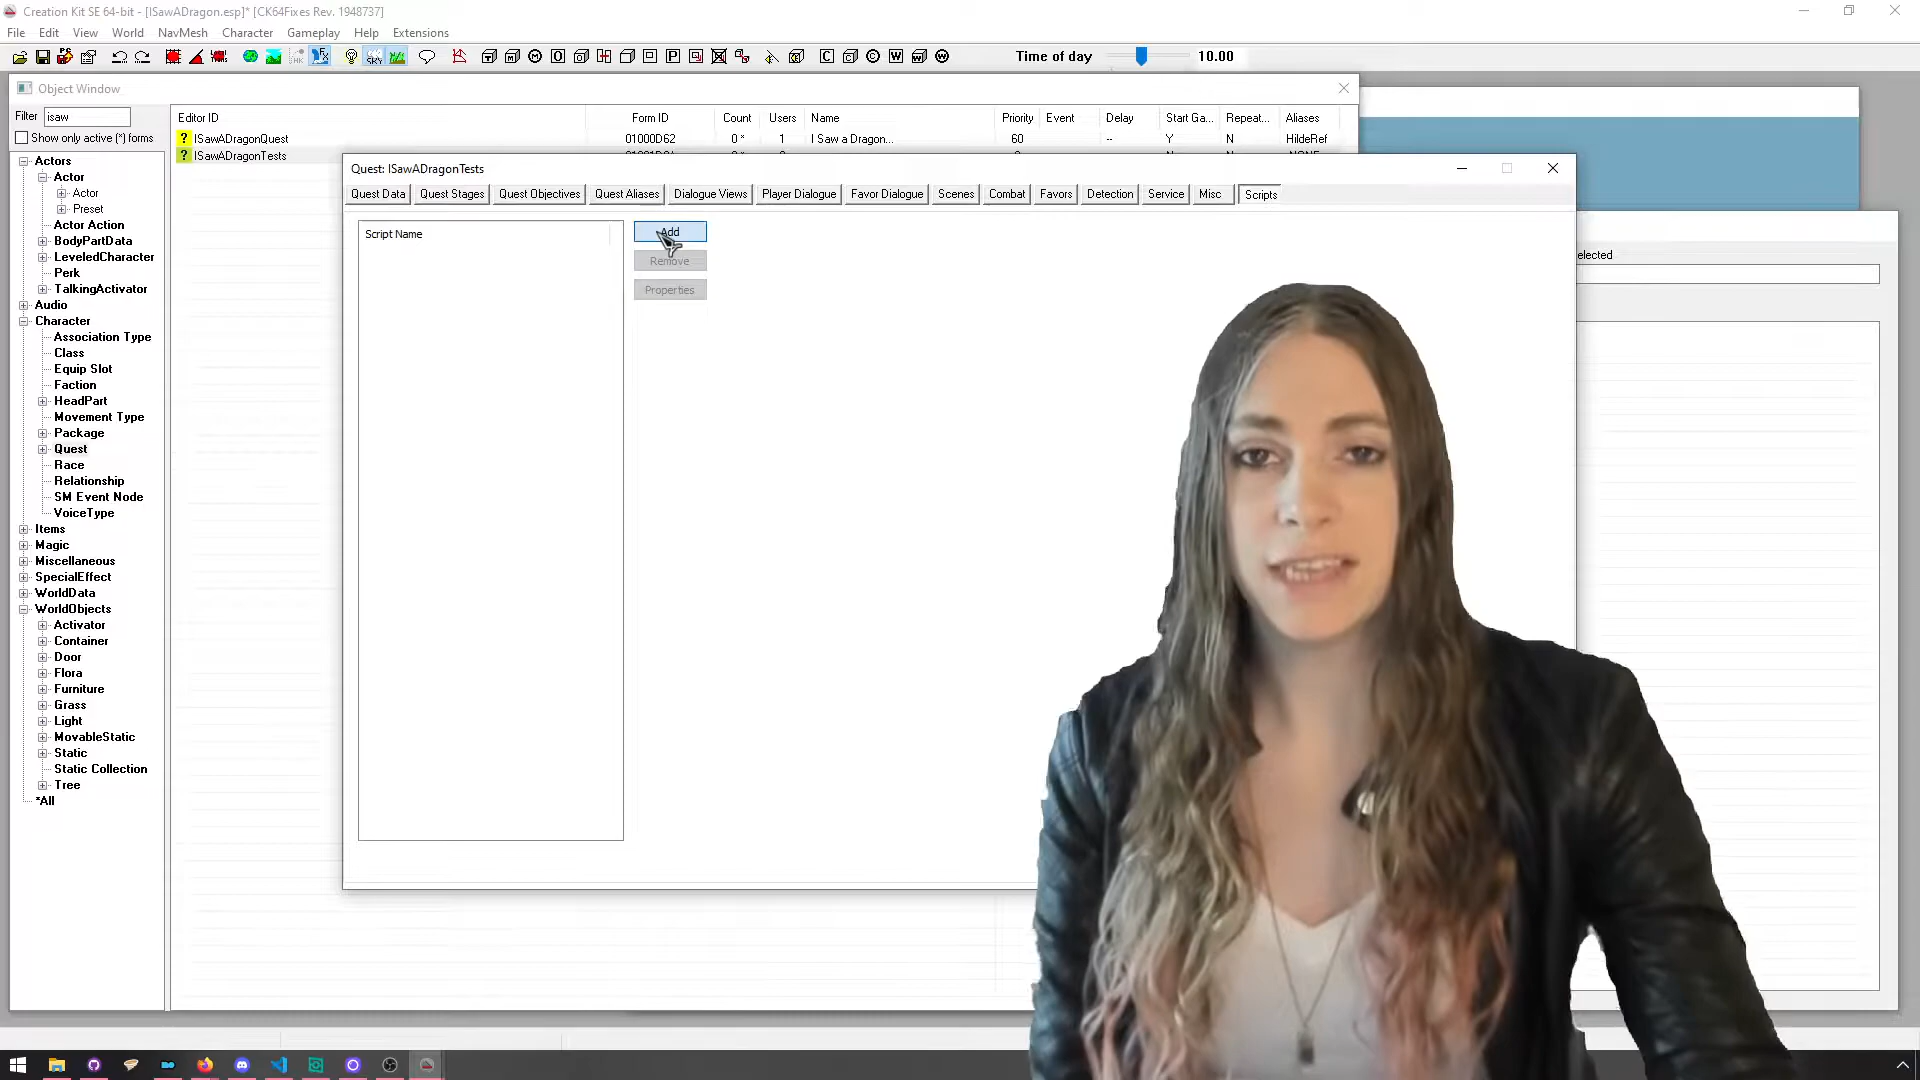 Creation Kit SE 64-bit - [ISawADragon.esp]* [CK64Fixes Rev. 1948737]
File Edit View World NavMesh Character Gameplay Help Extensions
Time of day 10.00
Object Window
Filter isaw
Show only active (*) forms
Editor ID Form ID Count Users Name Priority Event Delay Start Ga... Repeat... Aliases
ISawADragonQuest 01000D62 0 * 1 I Saw a Dragon... 60 -- Y N HildeRef
ISawADragonTests
Actors
Actor
Actor
Preset
Actor Action
BodyPartData
LeveledCharacter
Perk
TalkingActivator
Audio
Character
Association Type
Class
Equip Slot
Faction
HeadPart
Movement Type
Package
Quest
Race
Relationship
SM Event Node
VoiceType
Items
Magic
Miscellaneous
SpecialEffect
WorldData
WorldObjects
Activator
Container
Door
Flora
Furniture
Grass
Light
MovableStatic
Static
Static Collection
Tree
*All
Quest: ISawADragonTests
Quest Data Quest Stages Quest Objectives Quest Aliases Dialogue Views Player Dialogue Favor Dialogue Scenes Combat Favors Detection Service Misc Scripts
Script Name
Add
Remove
Properties
elected